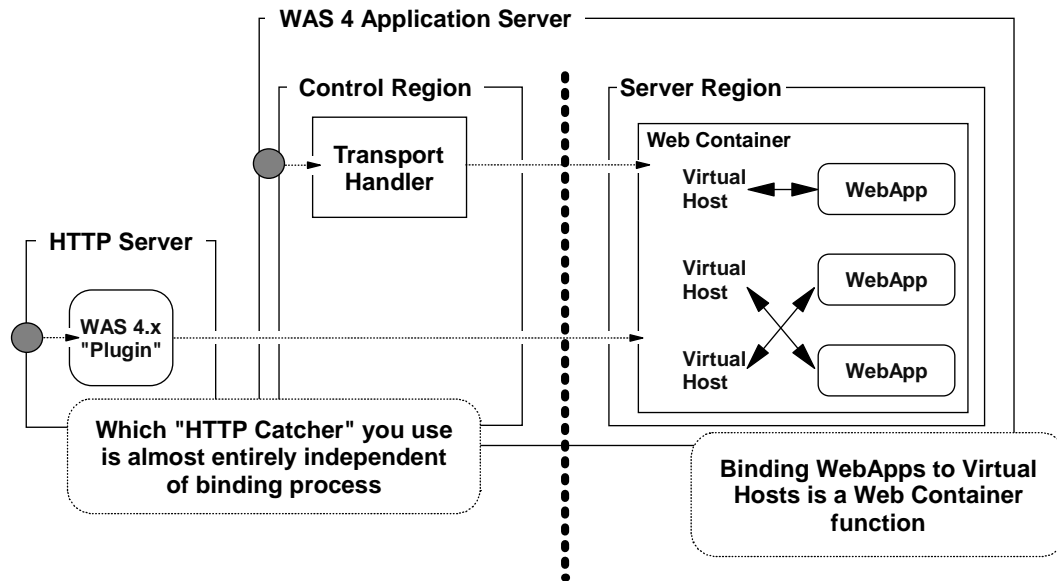 WAS 4 Application Server
Control Region
Server Region
Transport
Handler
Web Container
Virtual
Host
WebApp
HTTP Server
Virtual
Host
WebApp
WAS 4.x
"Plugin"
Virtual
Host
WebApp
Which "HTTP Catcher" you use
is almost entirely independent
of binding process
Binding WebApps to Virtual
Hosts is a Web Container
function